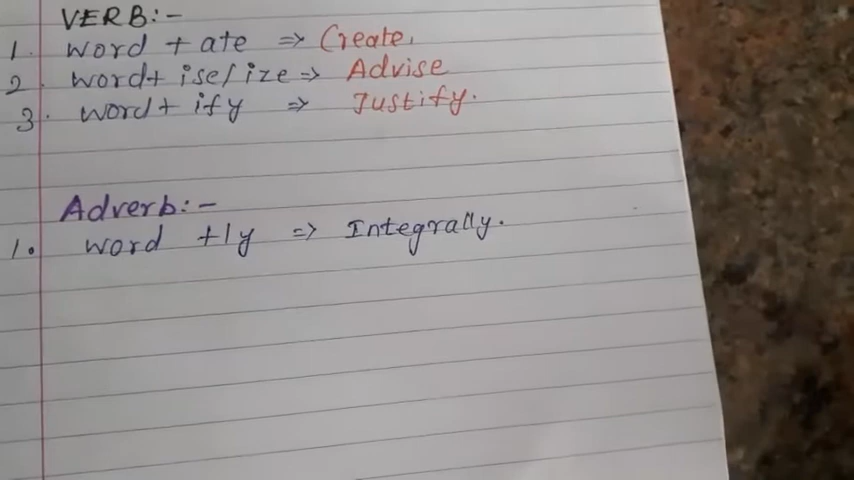 VERB:-
1. word + ate => Create,
2. word+ ise/ize => Advise
3. word+ ify => Justify.
Adverb:-
1. word +ly => Integrally.